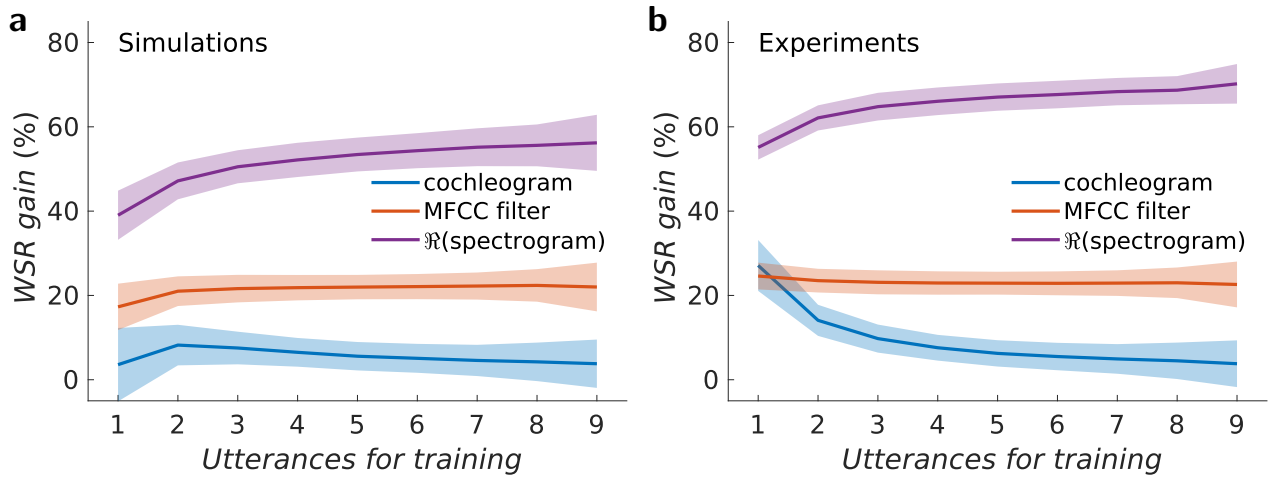 a
Simulations
WSR gain (%)
80
60
40
20
0
cochleogram
MFCC filter
ℜ(spectrogram)
1 2 3 4 5 6 7 8 9
Utterances for training
b
Experiments
WSR gain (%)
80
60
40
20
0
cochleogram
MFCC filter
ℜ(spectrogram)
1 2 3 4 5 6 7 8 9
Utterances for training